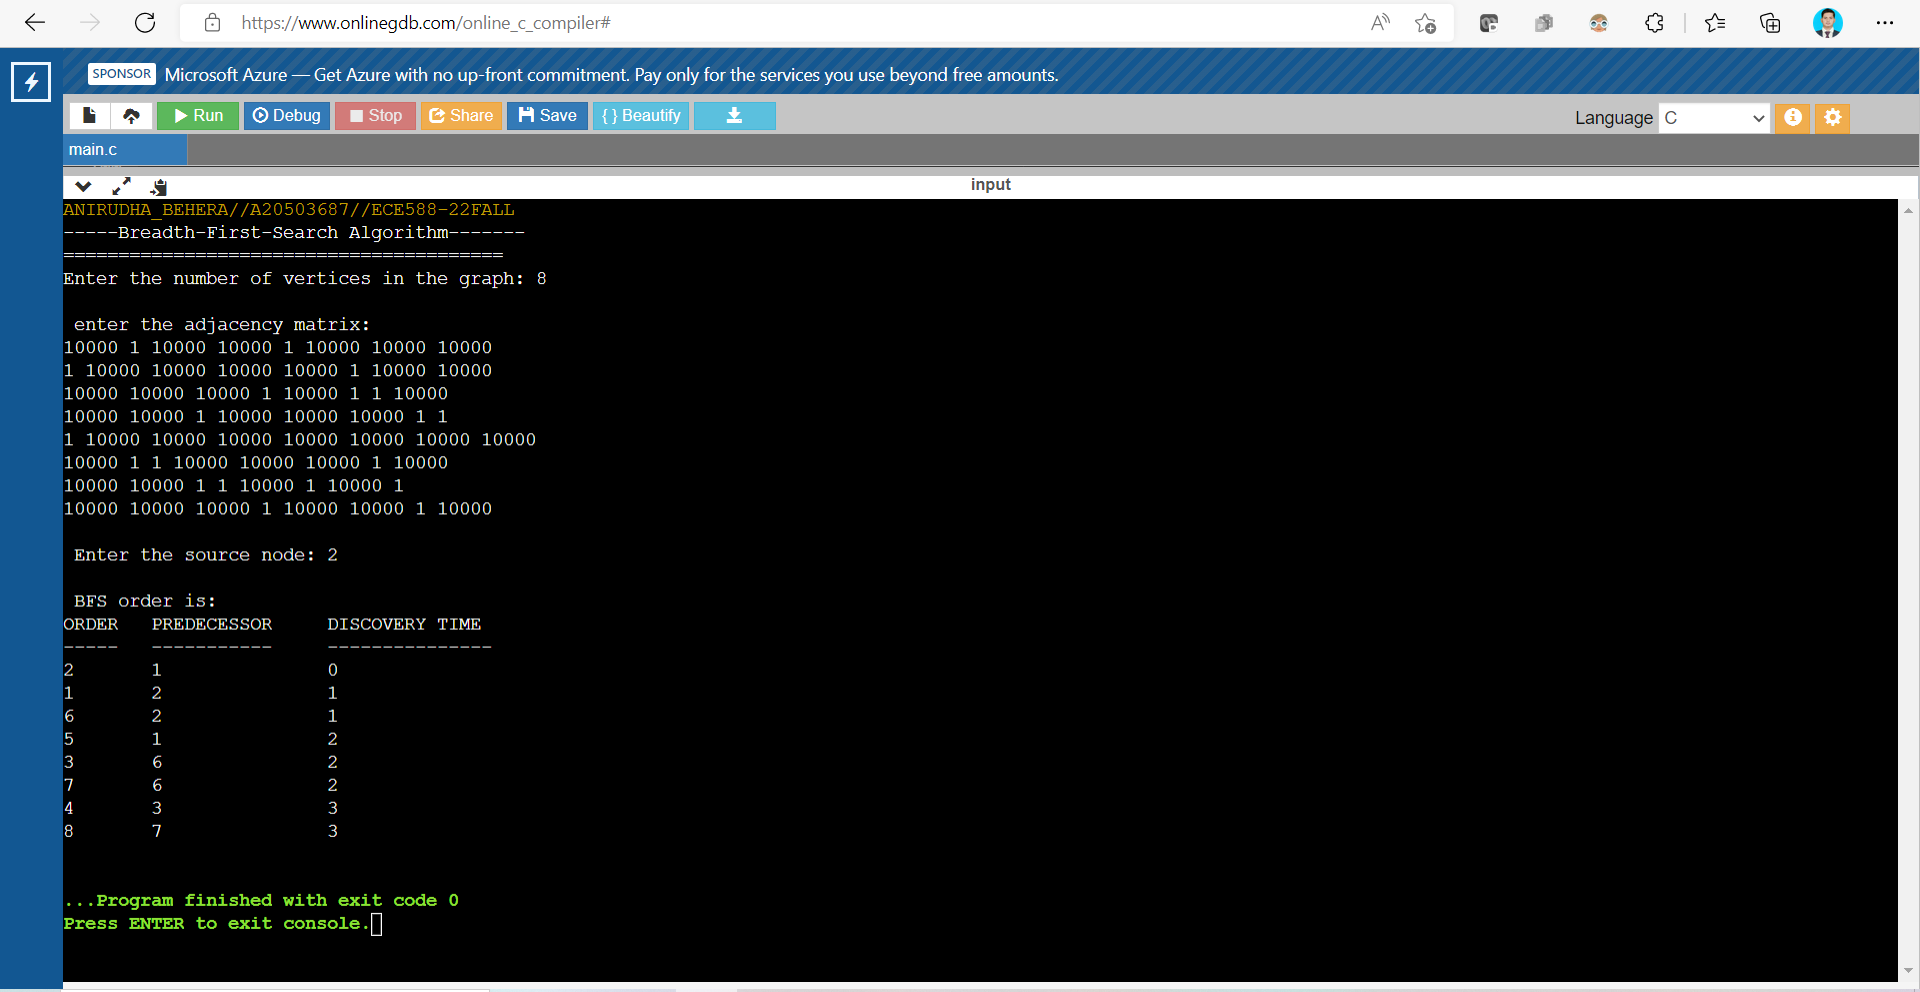 https://www.onlinegdb.com/online_c_compiler#
SPONSOR Microsoft Azure — Get Azure with no up-front commitment. Pay only for the services you use beyond free amounts.
Run Debug Stop Share Save { } Beautify Language C
main.c
input
ANIRUDHA_BEHERA//A20503687//ECE588-22FALL
-----Breadth-First-Search Algorithm-------
========================================
Enter the number of vertices in the graph: 8
enter the adjacency matrix:
10000 1 10000 10000 1 10000 10000 10000
1 10000 10000 10000 10000 1 10000 10000
10000 10000 10000 1 10000 1 1 10000
10000 10000 1 10000 10000 10000 1 1
1 10000 10000 10000 10000 10000 10000 10000
10000 1 1 10000 10000 10000 1 10000
10000 10000 1 1 10000 1 10000 1
10000 10000 10000 1 10000 10000 1 10000
Enter the source node: 2
BFS order is:
ORDER PREDECESSOR DISCOVERY TIME
----- ----------- ---------------
2 1 0
1 2 1
6 2 1
5 1 2
3 6 2
7 6 2
4 3 3
8 7 3
...Program finished with exit code 0
Press ENTER to exit console.